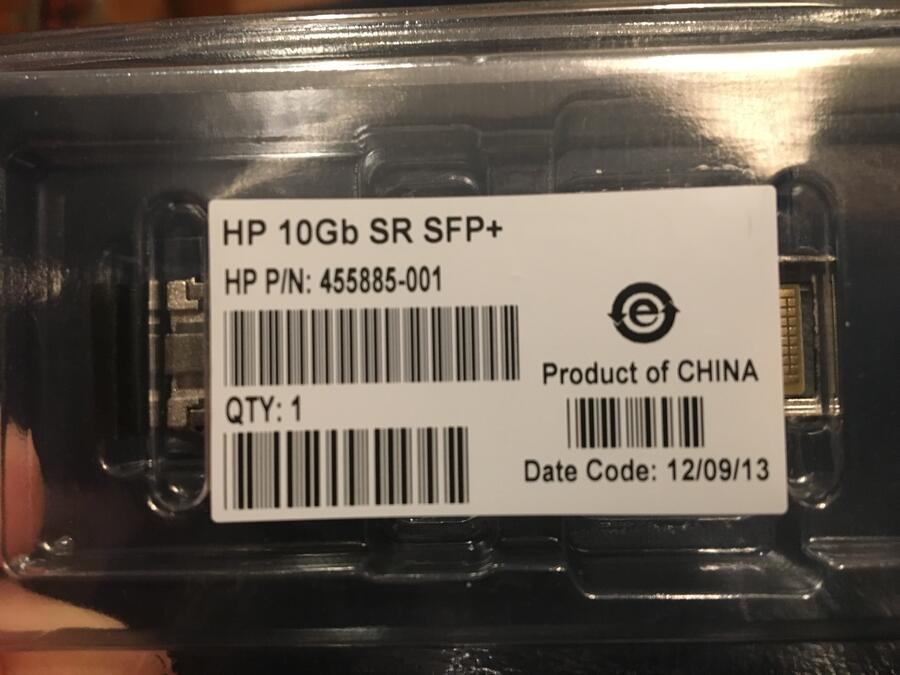 HP 10Gb SR SFP+
HP P/N: 455885-001
QTY: 1
e
Product of CHINA
Date Code: 12/09/13